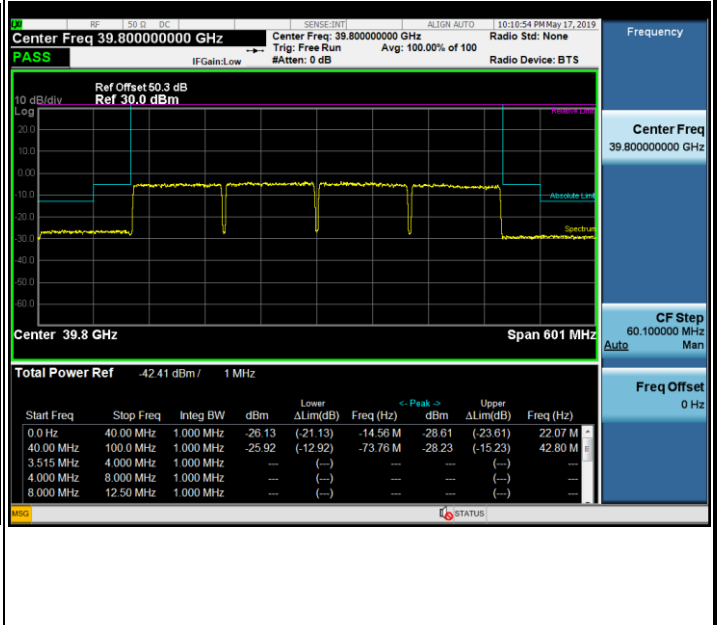 LXI RF 50 Ω DC SENSE:INT ALIGN AUTO 10:10:54 PM May 17, 2019
Center Freq 39.800000000 GHz
Center Freq: 39.800000000 GHz
Radio Std: None
Trig: Free Run Avg: 100.00% of 100
PASS
IFGain:Low
#Atten: 0 dB
Radio Device: BTS
Ref Offset 50.3 dB
10 dB/div Ref 30.0 dBm
Log
Relative Limit
20.0
10.0
0.00
-10.0
Absolute Limit
-20.0
Spectrum
-30.0
-40.0
-50.0
-60.0
Center 39.8 GHz Span 601 MHz
Total Power Ref -42.41 dBm / 1 MHz
Lower <- Peak -> Upper
Start Freq Stop Freq Integ BW dBm ΔLim(dB) Freq (Hz) dBm ΔLim(dB) Freq (Hz)
0.0 Hz 40.00 MHz 1.000 MHz -26.13 (-21.13) -14.56 M -28.61 (-23.61) 22.07 M
40.00 MHz 100.0 MHz 1.000 MHz -25.92 (-12.92) -73.76 M -28.23 (-15.23) 42.80 M
3.515 MHz 4.000 MHz 1.000 MHz --- (---) --- --- (---) ---
4.000 MHz 8.000 MHz 1.000 MHz --- (---) --- --- (---) ---
8.000 MHz 12.50 MHz 1.000 MHz --- (---) --- --- (---) ---
MSG STATUS
Frequency
Center Freq
39.800000000 GHz
CF Step
60.100000 MHz
Auto Man
Freq Offset
0 Hz